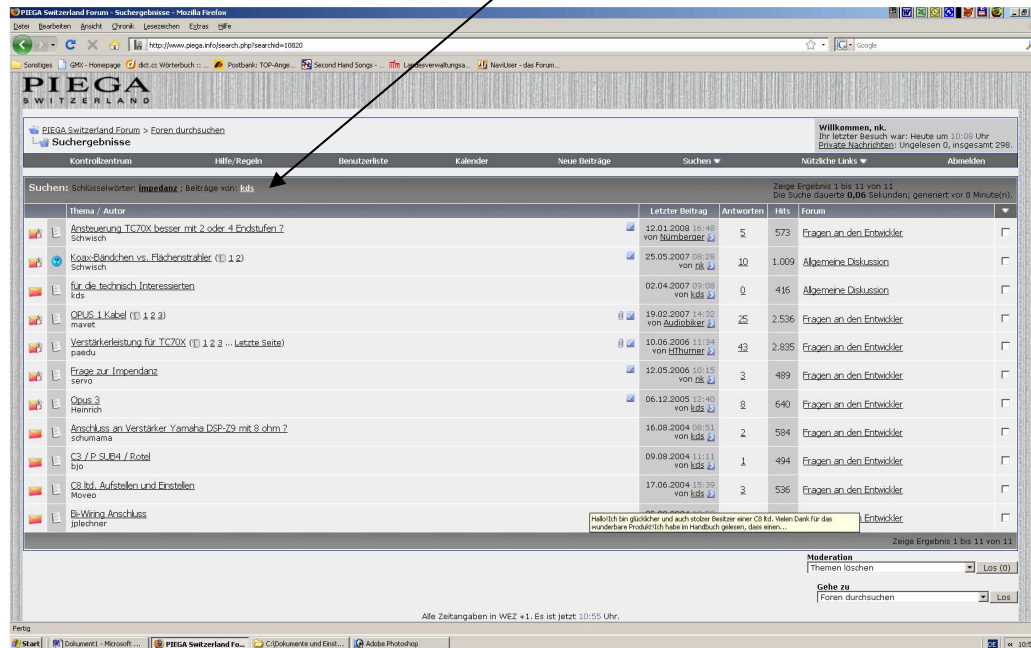 PIEGA Switzerland Forum - Suchergebnisse - Mozilla Firefox
Datei Bearbeiten Ansicht Chronik Lesezeichen Extras Hilfe
http://www.piega.info/search.php?searchid=10820
Google
Sonstiges GMX - Homepage dict.cc Wörterbuch :: ... Postbank: TOP-Ange... Second Hand Songs - ... Landesverwaltungsa... NaviUser - das Forum...
PIEGA
SWITZERLAND
PIEGA Switzerland Forum > Foren durchsuchen
Suchergebnisse
Willkommen, nk.
Ihr letzter Besuch war: Heute um 10:08 Uhr
Private Nachrichten: Ungelesen 0, insgesamt 298.
Kontrollzentrum Hilfe/Regeln Benutzerliste Kalender Neue Beiträge Suchen Nützliche Links Abmelden
Suchen: Schlüsselwörter: impedanz ; Beiträge von: kds
Zeige Ergebnis 1 bis 11 von 11
Die Suche dauerte 0,06 Sekunden; generiert vor 8 Minute(n).
Thema / Autor Letzter Beitrag Antworten Hits Forum
Ansteuerung TC70X besser mit 2 oder 4 Endstufen ? 12.01.2008 16:48 5 573 Fragen an den Entwickler
Schwisch von Nürnberger
Koax-Bändchen vs. Flächenstrahler (1 2) 25.05.2007 08:28 10 1.009 Allgemeine Diskussion
Schwisch von nk
für die technisch Interessierten 02.04.2007 09:08 0 416 Allgemeine Diskussion
kds von kds
OPUS 1 Kabel (1 2 3) 19.02.2007 14:32 25 2.536 Fragen an den Entwickler
mavet von Audiobiker
Verstärkerleistung für TC70X (1 2 3 ... Letzte Seite) 10.06.2006 11:34 43 2.835 Fragen an den Entwickler
paedu von HThurner
Frage zur Impendanz 12.05.2006 10:15 3 489 Fragen an den Entwickler
servo von nk
Opus 3 06.12.2005 12:40 8 640 Fragen an den Entwickler
Heinrich von kds
Anschluss an Verstärker Yamaha DSP-Z9 mit 8 ohm ? 16.08.2004 08:51 2 584 Fragen an den Entwickler
schumama von kds
C3 / P SUB4 / Rotel 09.08.2004 11:11 1 494 Fragen an den Entwickler
bjo von kds
C8 ltd. Aufstellen und Einstellen 17.06.2004 15:39 3 536 Fragen an den Entwickler
Moveo von kds
Bi-Wiring Anschluss Entwickler
jplechner
Hallo!Ich bin glücklicher und auch stolzer Besitzer einer C8 ltd. Vielen Dank für das
wunderbare Produkt!Ich habe im Handbuch gelesen, dass einen...
Zeige Ergebnis 1 bis 11 von 11
Moderation
Themen löschen Los (0)
Gehe zu
Foren durchsuchen Los
Alle Zeitangaben in WEZ +1. Es ist jetzt 10:55 Uhr.
Fertig
Start Dokument1 - Microsoft ... PIEGA Switzerland Fo... C:\Dokumente und Einst... Adobe Photoshop DE